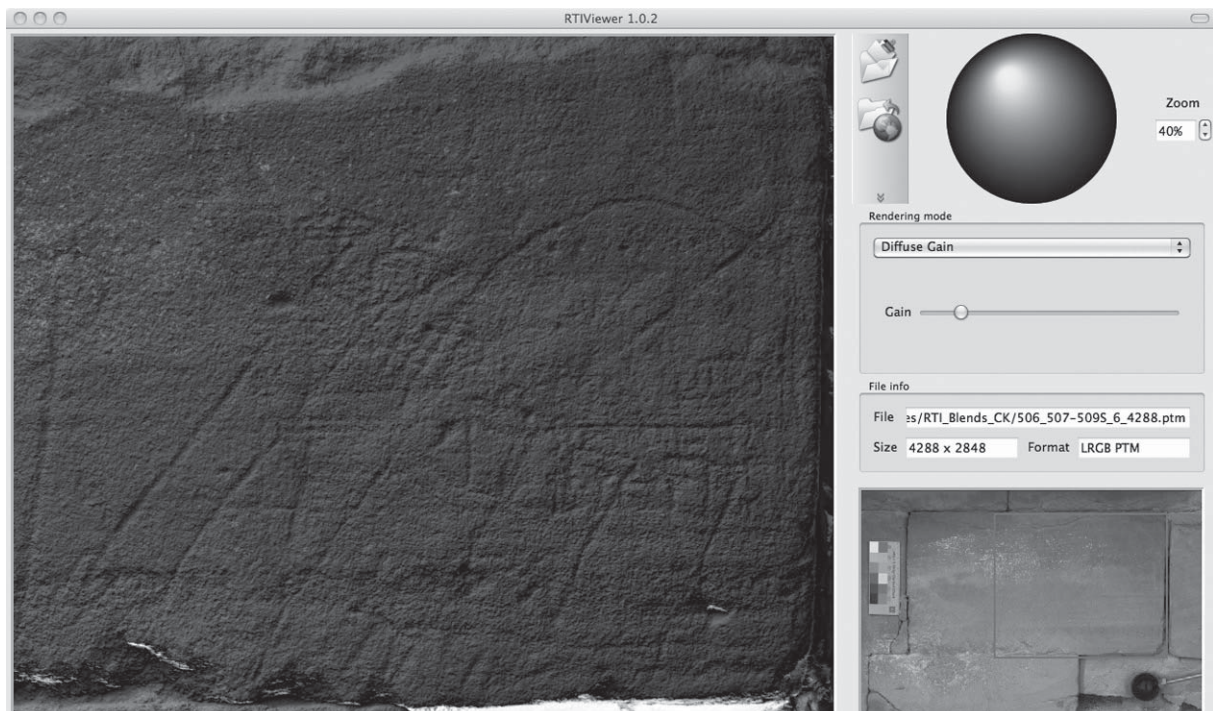 RTIViewer 1.0.2
Zoom
40%
Rendering mode
Diffuse Gain
Gain
File info
File es/RTI_Blends_CK/506_507-509S_6_4288.ptm
Size 4288 x 2848 Format LRGB PTM